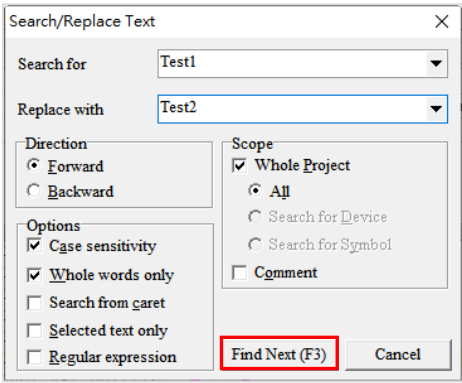 Search/Replace Text
Search for
Test1
Replace with
Test2
Direction
Forward
Backward
Options
Case sensitivity
Whole words only
Search from caret
Selected text only
Regular expression
Scope
Whole Project
All
Search for Device
Search for Symbol
Comment
Find Next (F3)
Cancel